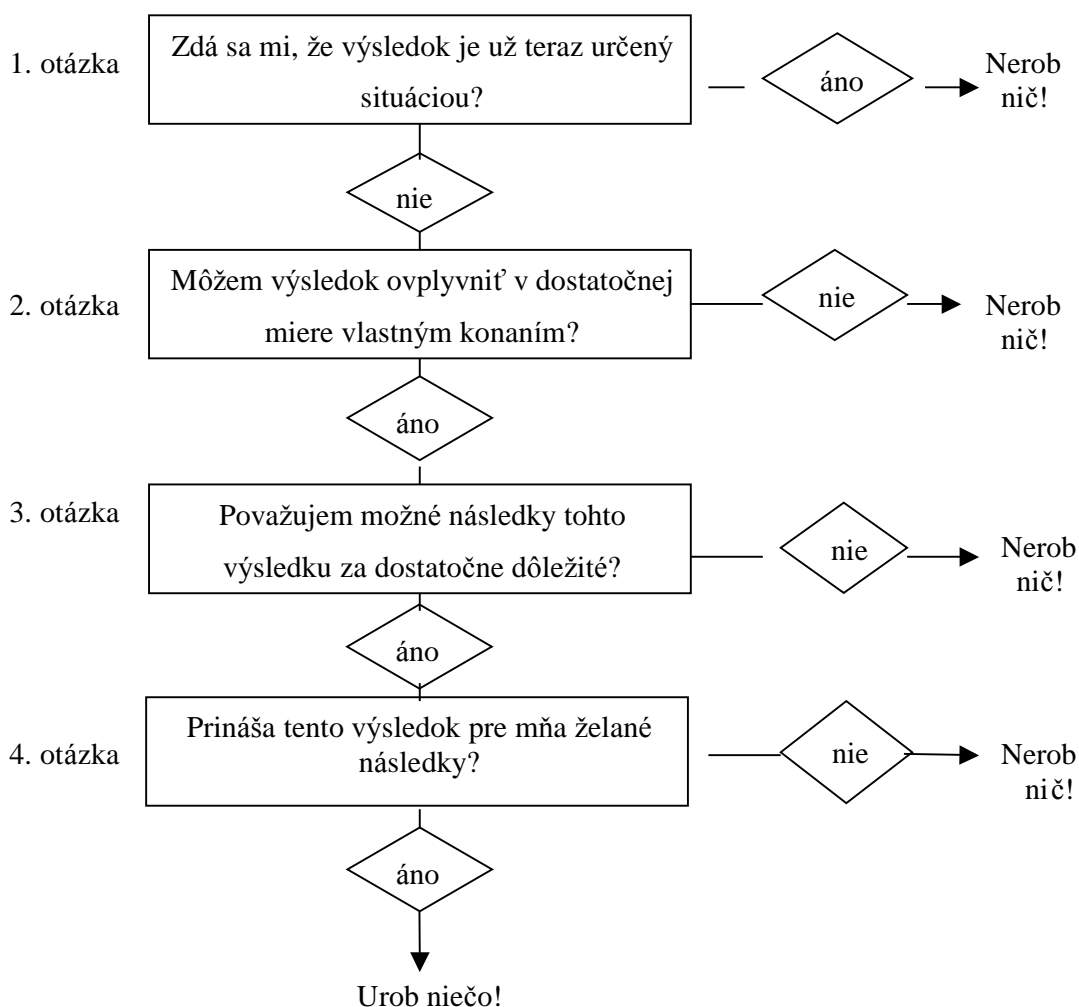 1. otázka
Zdá sa mi, že výsledok je už teraz určený
situáciou?
áno
Nerob
nič!
nie
2. otázka
Môžem výsledok ovplyvniť v dostatočnej
miere vlastným konaním?
nie
Nerob
nič!
áno
3. otázka
Považujem možné následky tohto
výsledku za dostatočne dôležité?
nie
Nerob
nič!
áno
4. otázka
Prináša tento výsledok pre mňa želané
následky?
nie
Nerob
nič!
áno
Urob niečo!